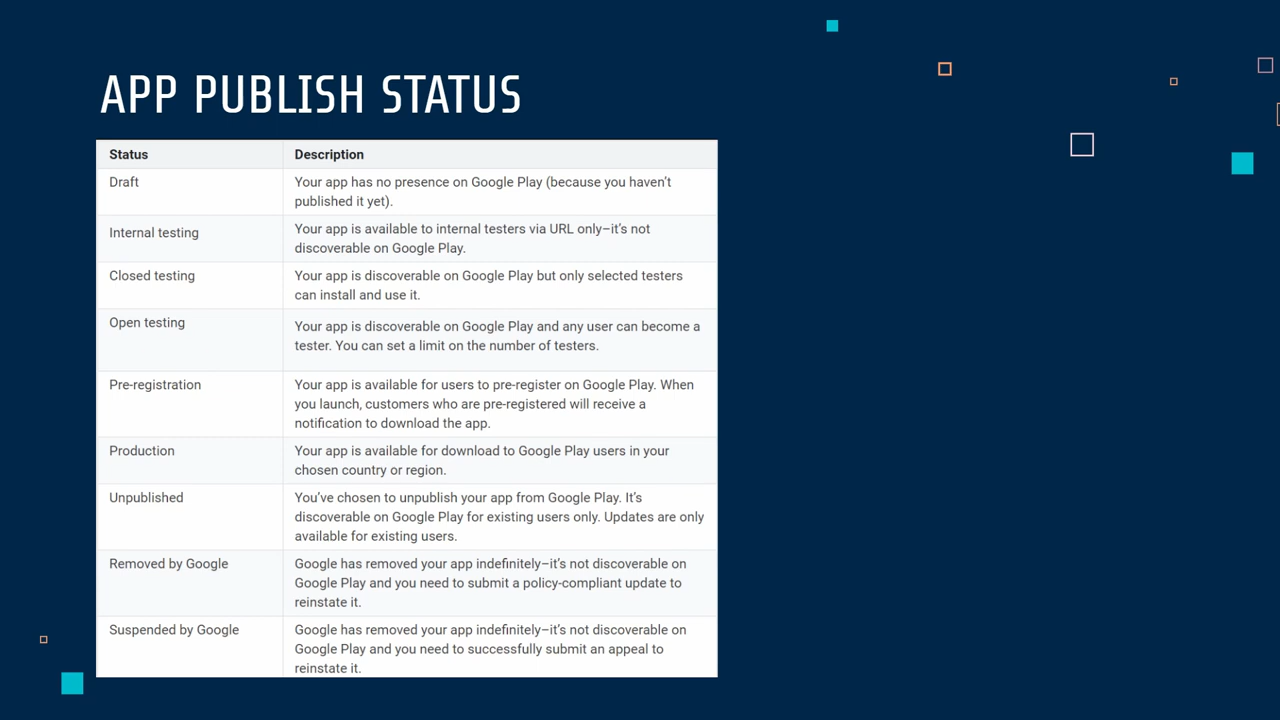 APP PUBLISH STATUS
Status Description
Draft Your app has no presence on Google Play (because you haven't
published it yet).
Internal testing Your app is available to internal testers via URL only–it's not
discoverable on Google Play.
Closed testing Your app is discoverable on Google Play but only selected testers
can install and use it.
Open testing Your app is discoverable on Google Play and any user can become a
tester. You can set a limit on the number of testers.
Pre-registration Your app is available for users to pre-register on Google Play. When
you launch, customers who are pre-registered will receive a
notification to download the app.
Production Your app is available for download to Google Play users in your
chosen country or region.
Unpublished You've chosen to unpublish your app from Google Play. It's
discoverable on Google Play for existing users only. Updates are only
available for existing users.
Removed by Google Google has removed your app indefinitely–it's not discoverable on
Google Play and you need to submit a policy-compliant update to
reinstate it.
Suspended by Google Google has removed your app indefinitely–it's not discoverable on
Google Play and you need to successfully submit an appeal to
reinstate it.